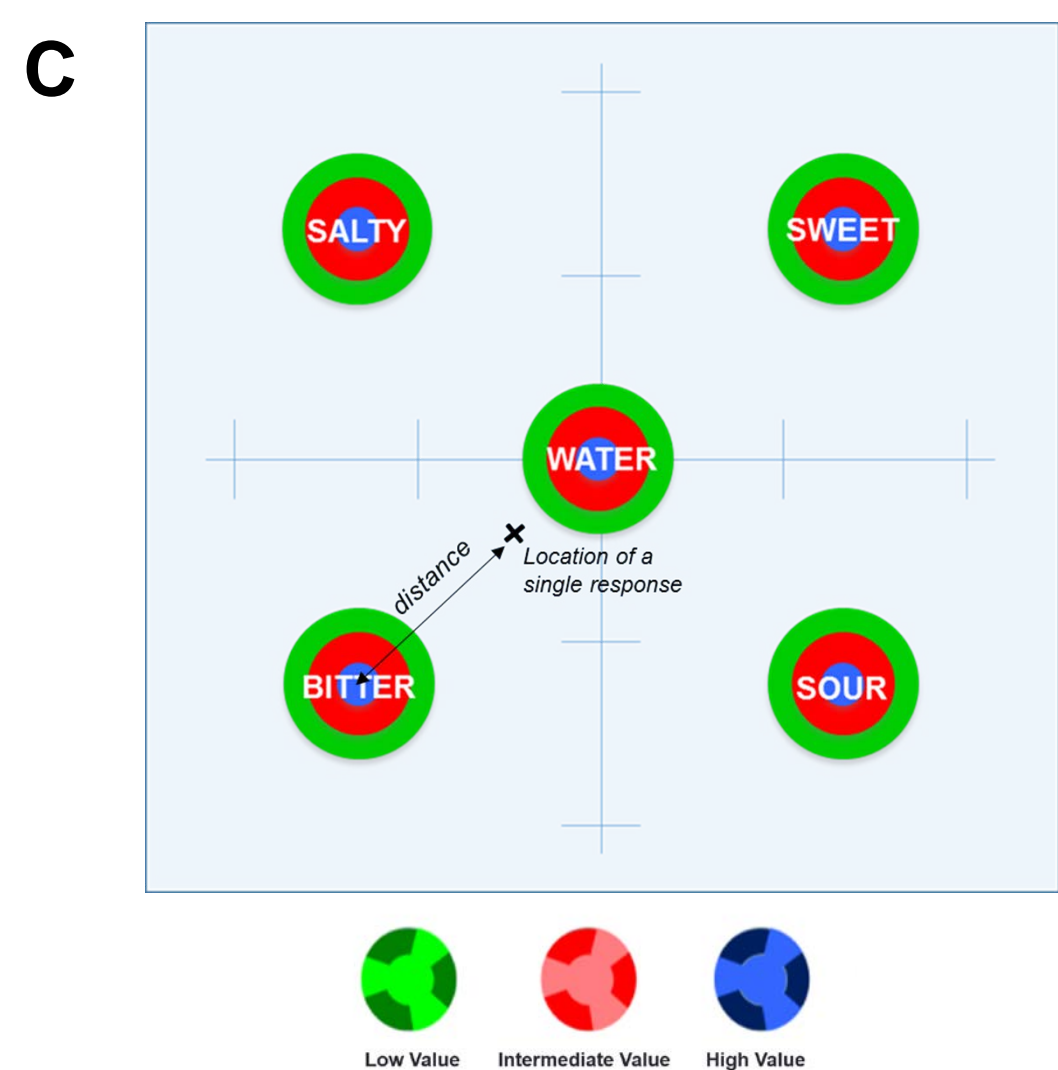 C
SALTY
SWEET
WATER
distance
Location of a
single response
BITTER
SOUR
Low Value
Intermediate Value
High Value